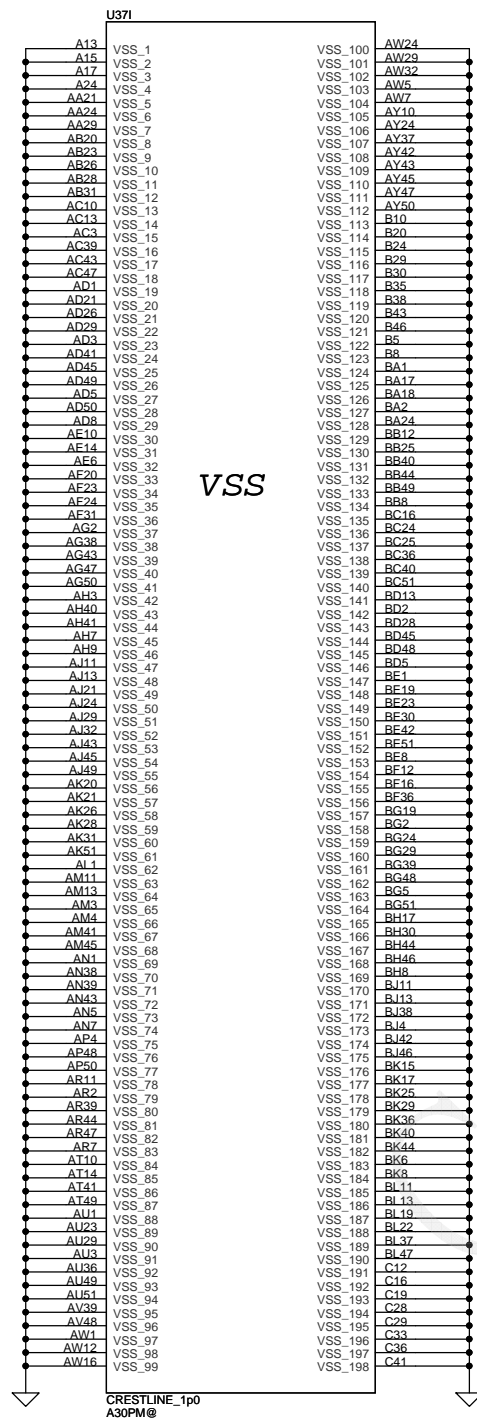 U37I
A13 VSS_1 VSS_100 AW24
A15 VSS_2 VSS_101 AW29
A17 VSS_3 VSS_102 AW32
A24 VSS_4 VSS_103 AW5
AA21 VSS_5 VSS_104 AW7
AA24 VSS_6 VSS_105 AY10
AA29 VSS_7 VSS_106 AY24
AB20 VSS_8 VSS_107 AY37
AB23 VSS_9 VSS_108 AY42
AB26 VSS_10 VSS_109 AY43
AB28 VSS_11 VSS_110 AY45
AB31 VSS_12 VSS_111 AY47
AC10 VSS_13 VSS_112 AY50
AC13 VSS_14 VSS_113 B10
AC3 VSS_15 VSS_114 B20
AC39 VSS_16 VSS_115 B24
AC43 VSS_17 VSS_116 B29
AC47 VSS_18 VSS_117 B30
AD1 VSS_19 VSS_118 B35
AD21 VSS_20 VSS_119 B38
AD26 VSS_21 VSS_120 B43
AD29 VSS_22 VSS_121 B46
AD3 VSS_23 VSS_122 B5
AD41 VSS_24 VSS_123 B8
AD45 VSS_25 VSS_124 BA1
AD49 VSS_26 VSS_125 BA17
AD5 VSS_27 VSS_126 BA18
AD50 VSS_28 VSS_127 BA2
AD8 VSS_29 VSS_128 BA24
AE10 VSS_30 VSS_129 BB12
AE14 VSS_31 VSS_130 BB25
AE6 VSS_32 VSS_131 BB40
AF20 VSS_33 VSS_132 BB44
AF23 VSS_34 VSS_133 BB49
AF24 VSS_35 VSS_134 BB8
AF31 VSS_36 VSS_135 BC16
AG2 VSS_37 VSS_136 BC24
AG38 VSS_38 VSS_137 BC25
AG43 VSS_39 VSS_138 BC36
AG47 VSS_40 VSS_139 BC40
AG50 VSS_41 VSS_140 BC51
AH3 VSS_42 VSS_141 BD13
AH40 VSS_43 VSS_142 BD2
AH41 VSS_44 VSS_143 BD28
AH7 VSS_45 VSS_144 BD45
AH9 VSS_46 VSS_145 BD48
AJ11 VSS_47 VSS_146 BD5
AJ13 VSS_48 VSS_147 BE1
AJ21 VSS_49 VSS_148 BE19
AJ24 VSS_50 VSS_149 BE23
AJ29 VSS_51 VSS_150 BE30
AJ32 VSS_52 VSS_151 BE42
AJ43 VSS_53 VSS_152 BE51
AJ45 VSS_54 VSS_153 BE8
AJ49 VSS_55 VSS_154 BF12
AK20 VSS_56 VSS_155 BF16
AK21 VSS_57 VSS_156 BF36
AK26 VSS_58 VSS_157 BG19
AK28 VSS_59 VSS_158 BG2
AK31 VSS_60 VSS_159 BG24
AK51 VSS_61 VSS_160 BG29
AL1 VSS_62 VSS_161 BG39
AM11 VSS_63 VSS_162 BG48
AM13 VSS_64 VSS_163 BG5
AM3 VSS_65 VSS_164 BG51
AM4 VSS_66 VSS_165 BH17
AM41 VSS_67 VSS_166 BH30
AM45 VSS_68 VSS_167 BH44
AN1 VSS_69 VSS_168 BH46
AN38 VSS_70 VSS_169 BH8
AN39 VSS_71 VSS_170 BJ11
AN43 VSS_72 VSS_171 BJ13
AN5 VSS_73 VSS_172 BJ38
AN7 VSS_74 VSS_173 BJ4
AP4 VSS_75 VSS_174 BJ42
AP48 VSS_76 VSS_175 BJ46
AP50 VSS_77 VSS_176 BK15
AR11 VSS_78 VSS_177 BK17
AR2 VSS_79 VSS_178 BK25
AR39 VSS_80 VSS_179 BK29
AR44 VSS_81 VSS_180 BK36
AR47 VSS_82 VSS_181 BK40
AR7 VSS_83 VSS_182 BK44
AT10 VSS_84 VSS_183 BK6
AT14 VSS_85 VSS_184 BK8
AT41 VSS_86 VSS_185 BL11
AT49 VSS_87 VSS_186 BL13
AU1 VSS_88 VSS_187 BL19
AU23 VSS_89 VSS_188 BL22
AU29 VSS_90 VSS_189 BL37
AU3 VSS_91 VSS_190 BL47
AU36 VSS_92 VSS_191 C12
AU49 VSS_93 VSS_192 C16
AU51 VSS_94 VSS_193 C19
AV39 VSS_95 VSS_194 C28
AV48 VSS_96 VSS_195 C29
AW1 VSS_97 VSS_196 C33
AW12 VSS_98 VSS_197 C36
AW16 VSS_99 VSS_198 C41
VSS
CRESTLINE_1p0
A30PM@